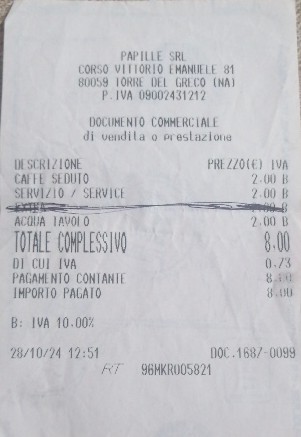 PAPILLE SRL
CORSO VITTORIO EMANUELE 81
80059 TORRE DEL GRECO (NA)
P.IVA 09002431212
DOCUMENTO COMMERCIALE
di vendita o prestazione
DESCRIZIONE PREZZO(€) IVA
CAFFE SEDUTO 2.00 B
SERVIZIO / SERVICE 2.00 B
ACQUA TAVOLO 2.00 B
TOTALE COMPLESSIVO 8.00
DI CUI IVA 0.73
PAGAMENTO CONTANTE 8.00
IMPORTO PAGATO 8.00
B: IVA 10.00%
28/10/24 12:51 DOC.1687-0099
RT 96MKR005821